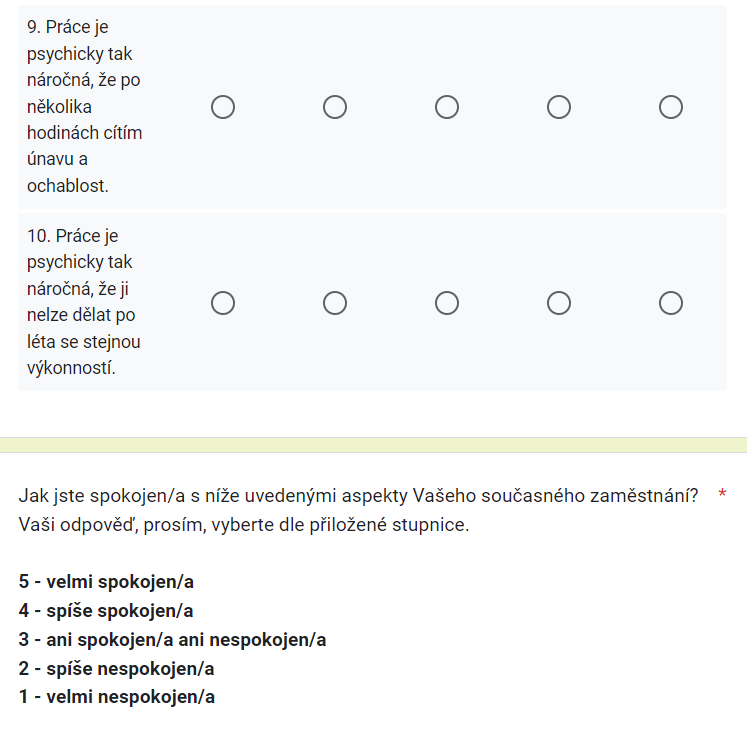 9. Práce je
psychicky tak
náročná, že po
několika
hodinách cítím
únavu a
ochablost.
10. Práce je
psychicky tak
náročná, že ji
nelze dělat po
léta se stejnou
výkonností.
Jak jste spokojen/a s níže uvedenými aspekty Vašeho současného zaměstnání? *
Vaši odpověď, prosím, vyberte dle přiložené stupnice.
5 - velmi spokojen/a
4 - spíše spokojen/a
3 - ani spokojen/a ani nespokojen/a
2 - spíše nespokojen/a
1 - velmi nespokojen/a